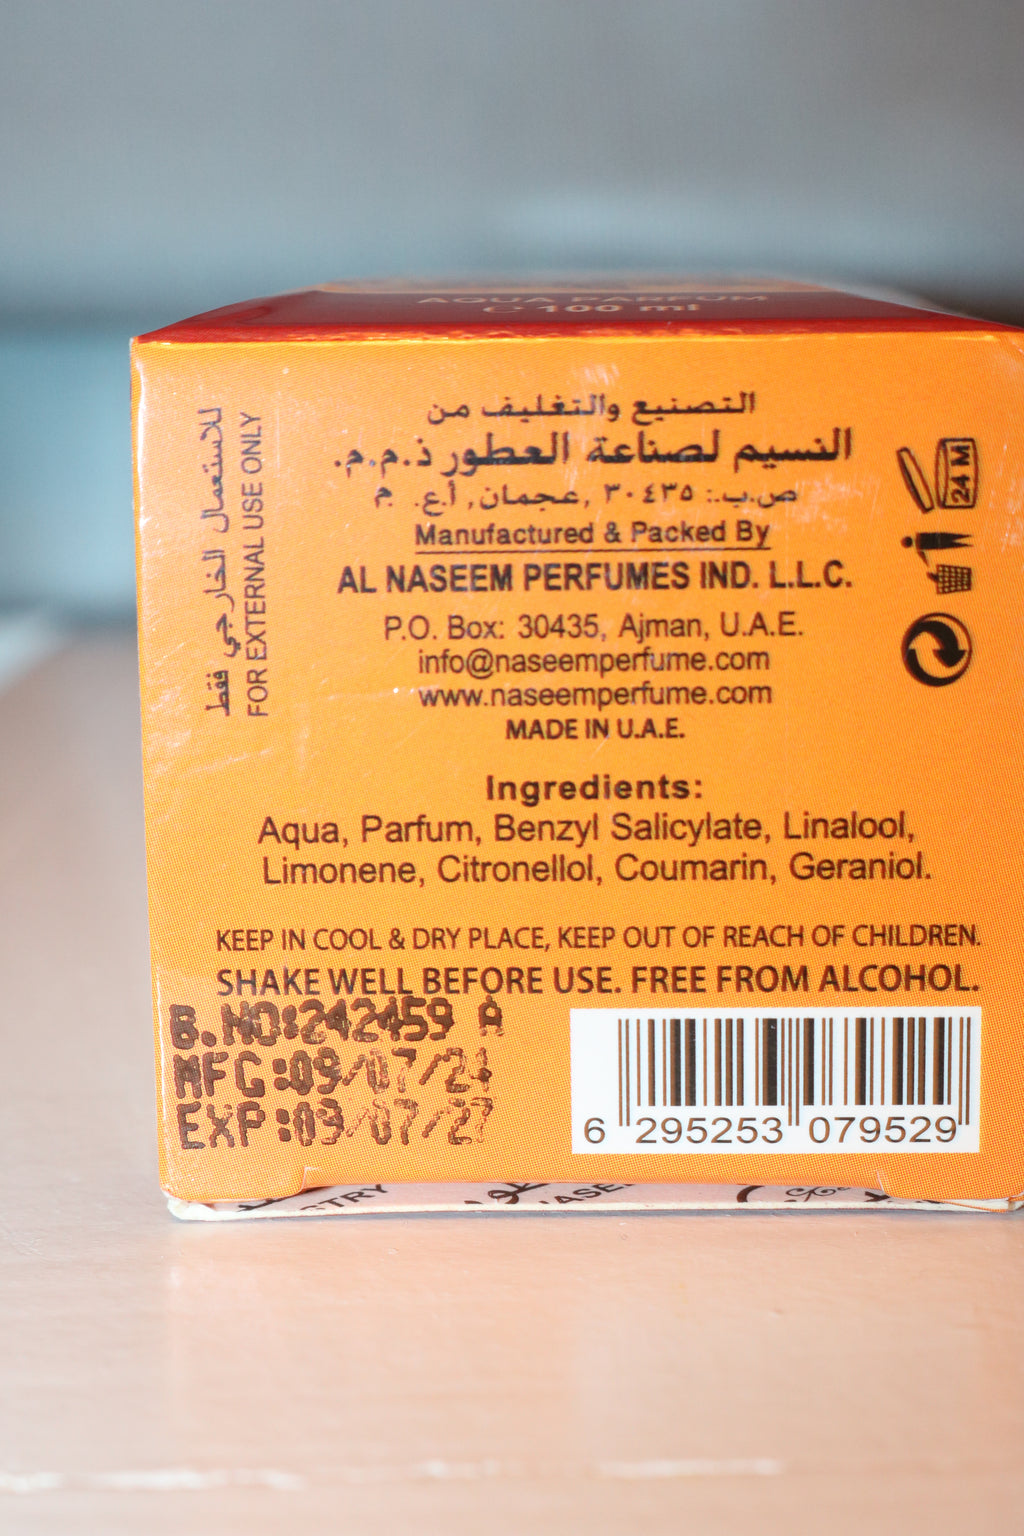 AQUA PARFUM
℮ 100 ml
للاستعمال الخارجي فقط
FOR EXTERNAL USE ONLY
التصنيع والتغليف من
النسيم لصناعة العطور ذ.م.م.
ص.ب.: ٣٠٤٣٥ ,عجمان, أ.ع. م
Manufactured & Packed By
AL NASEEM PERFUMES IND. L.L.C.
P.O. Box: 30435, Ajman, U.A.E.
info@naseemperfume.com
www.naseemperfume.com
MADE IN U.A.E.
24 M
Ingredients:
Aqua, Parfum, Benzyl Salicylate, Linalool,
Limonene, Citronellol, Coumarin, Geraniol.
KEEP IN COOL & DRY PLACE, KEEP OUT OF REACH OF CHILDREN.
SHAKE WELL BEFORE USE. FREE FROM ALCOHOL.
B.NO:242459 A
MFG:09/07/24
EXP:09/07/27
6 295253 079529